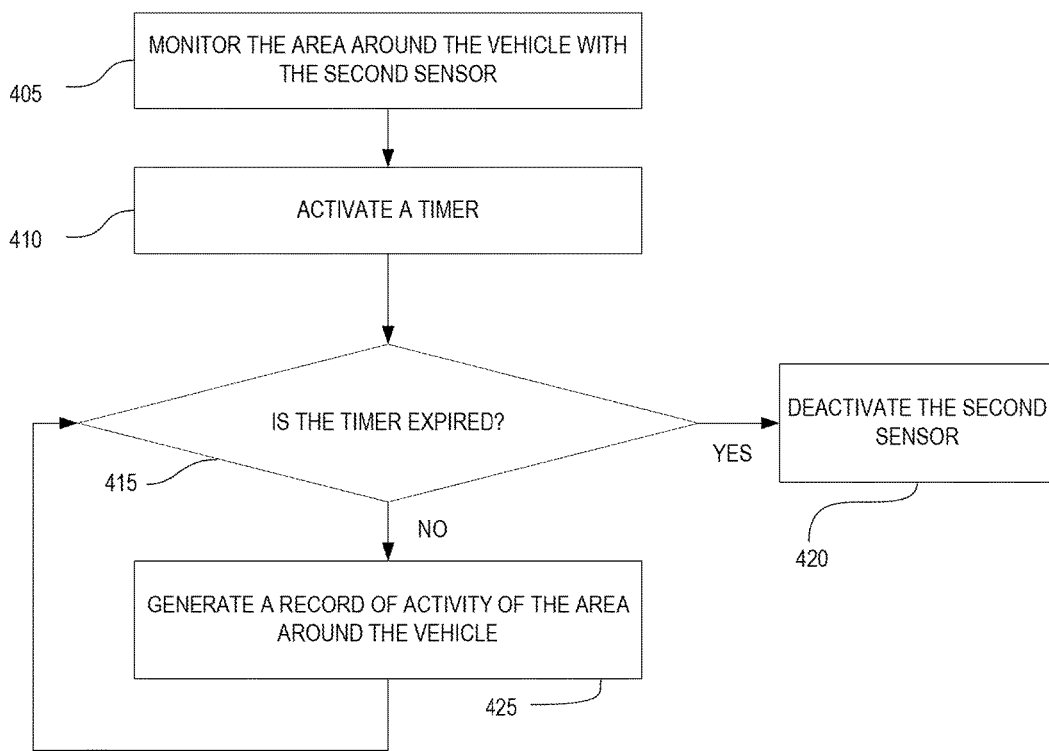 MONITOR THE AREA AROUND THE VEHICLE WITH
THE SECOND SENSOR
405
ACTIVATE A TIMER
410
IS THE TIMER EXPIRED?
415
YES
DEACTIVATE THE SECOND
SENSOR
420
NO
GENERATE A RECORD OF ACTIVITY OF THE AREA
AROUND THE VEHICLE
425